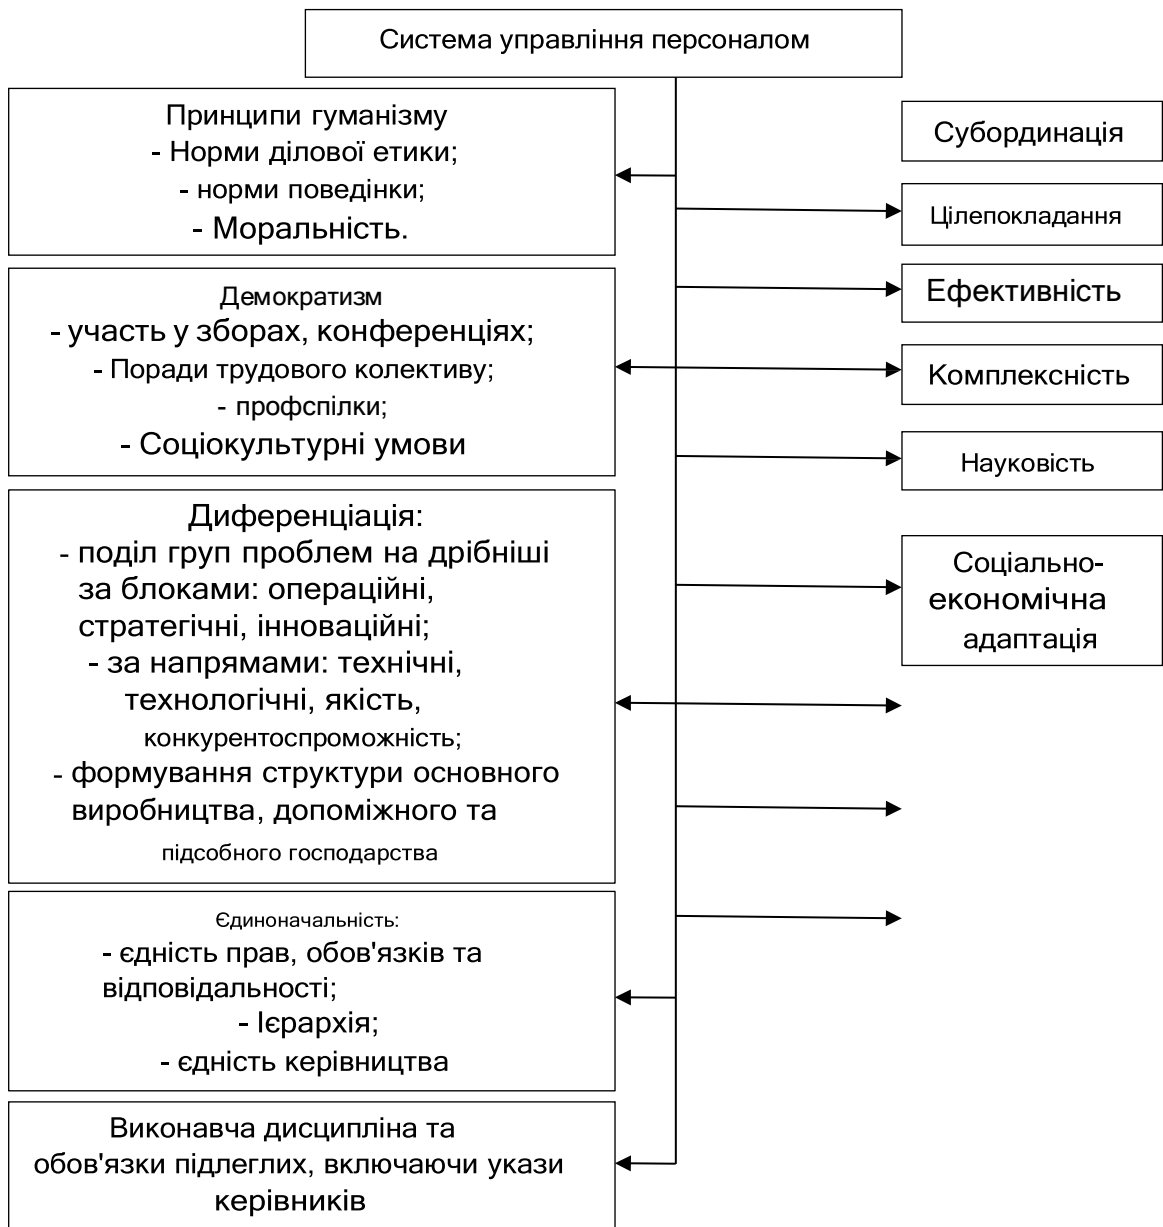 Система управління персоналом
Принципи гуманізму
- Норми ділової етики;
- норми поведінки;
- Моральність.
Демократизм
- участь у зборах, конференціях;
- Поради трудового колективу;
- профспілки;
- Соціокультурні умови
Диференціація:
- поділ груп проблем на дрібніші
за блоками: операційні,
стратегічні, інноваційні;
- за напрямами: технічні,
технологічні, якість,
конкурентоспроможність;
- формування структури основного
виробництва, допоміжного та
підсобного господарства
Єдиноначальність:
- єдність прав, обов'язків та
відповідальності;
- Ієрархія;
- єдність керівництва
Виконавча дисципліна та
обов'язки підлеглих, включаючи укази
керівників
Субординація
Цілепокладання
Ефективність
Комплексність
Науковість
Соціально-
економічна
адаптація